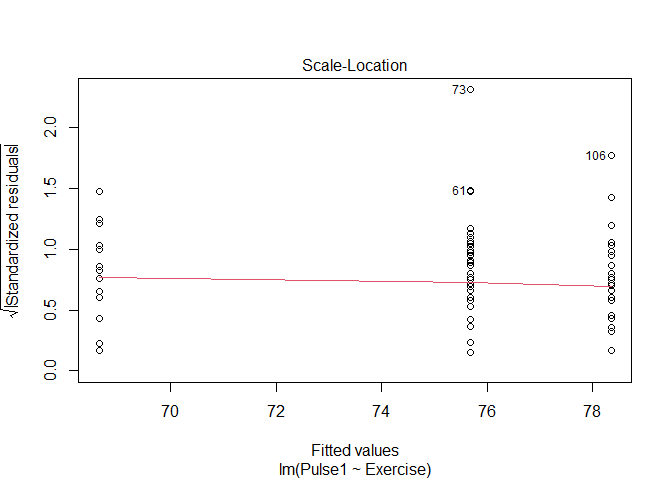 Scale-Location
√|Standardized residuals|
2.0
1.5
1.0
0.5
0.0
73
106
61
70 72 74 76 78
Fitted values
lm(Pulse1 ~ Exercise)